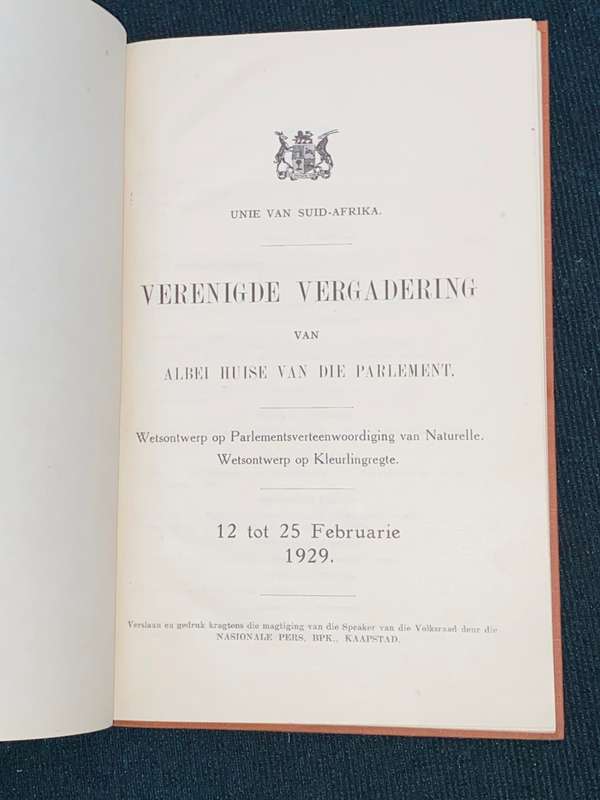 UNIE VAN SUID-AFRIKA.
VERENIGDE VERGADERING
VAN
ALBEI HUISE VAN DIE PARLEMENT.
Wetsontwerp op Parlementsverteenwoordiging van Naturelle.
Wetsontwerp op Kleurlingregte.
12 tot 25 Februarie
1929.
Verslaan en gedruk kragtens die magtiging van die Speaker van die Volksraad deur die
NASIONALE PERS, BPK., KAAPSTAD.